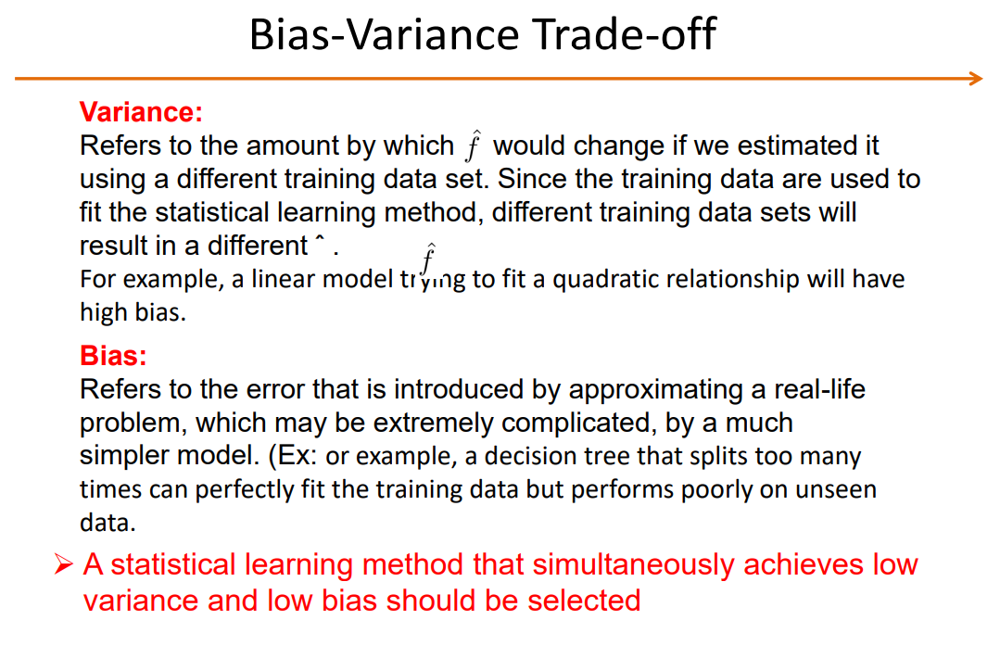 Bias-Variance Trade-off
Variance:
Refers to the amount by which f̂ would change if we estimated it
using a different training data set. Since the training data are used to
fit the statistical learning method, different training data sets will
result in a different ˆ .
f̂
For example, a linear model trying to fit a quadratic relationship will have
high bias.
Bias:
Refers to the error that is introduced by approximating a real-life
problem, which may be extremely complicated, by a much
simpler model. (Ex: or example, a decision tree that splits too many
times can perfectly fit the training data but performs poorly on unseen
data.
➢ A statistical learning method that simultaneously achieves low
variance and low bias should be selected